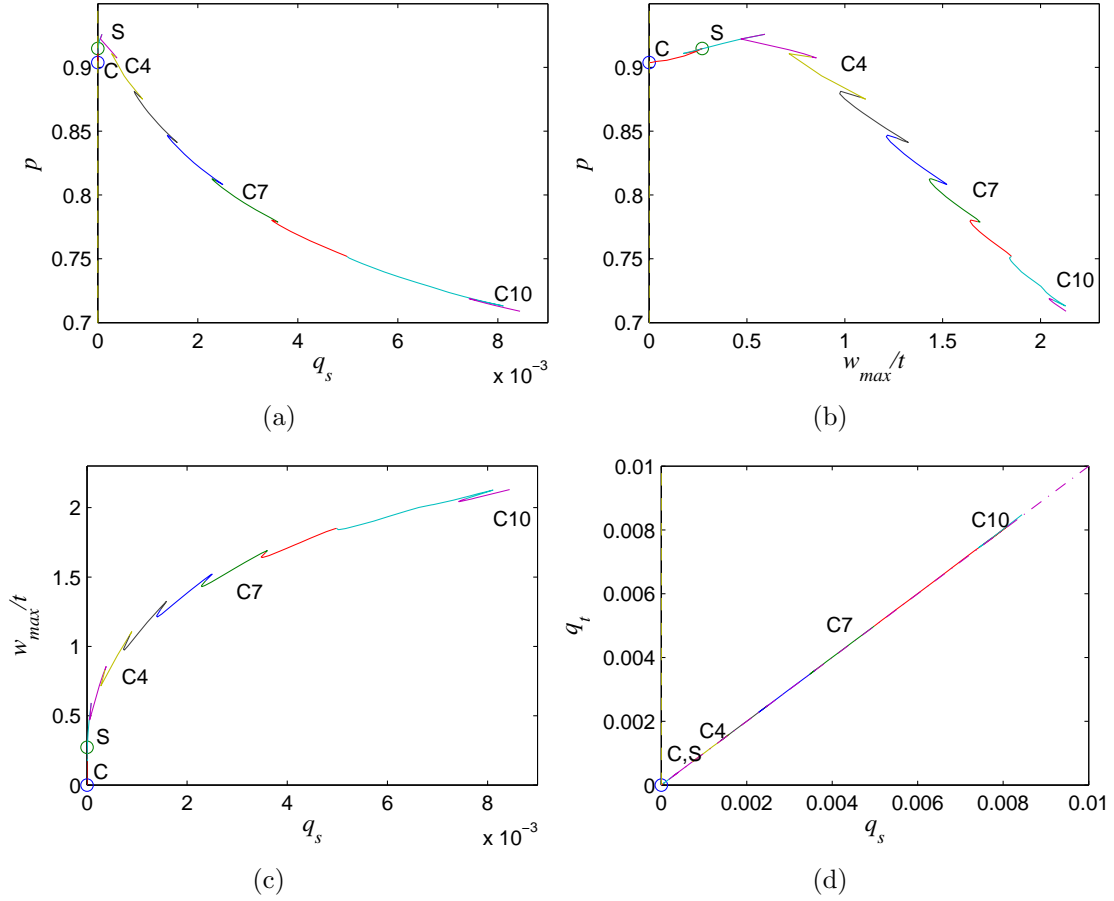 S
C4
C
C7
C10
0.9
0.85
0.8
0.75
0.7
p
0 2 4 6 8
q_s
x 10⁻³
(a)
C
S
C4
C7
C10
0.9
0.85
0.8
0.75
0.7
p
0 0.5 1 1.5 2
w_max/t
(b)
2
1.5
1
0.5
0
w_max/t
C10
C7
C4
S
C
0 2 4 6 8
q_s
x 10⁻³
(c)
0.01
0.008
0.006
0.004
0.002
0
q_t
C10
C7
C4
C,S
0 0.002 0.004 0.006 0.008 0.01
q_s
(d)